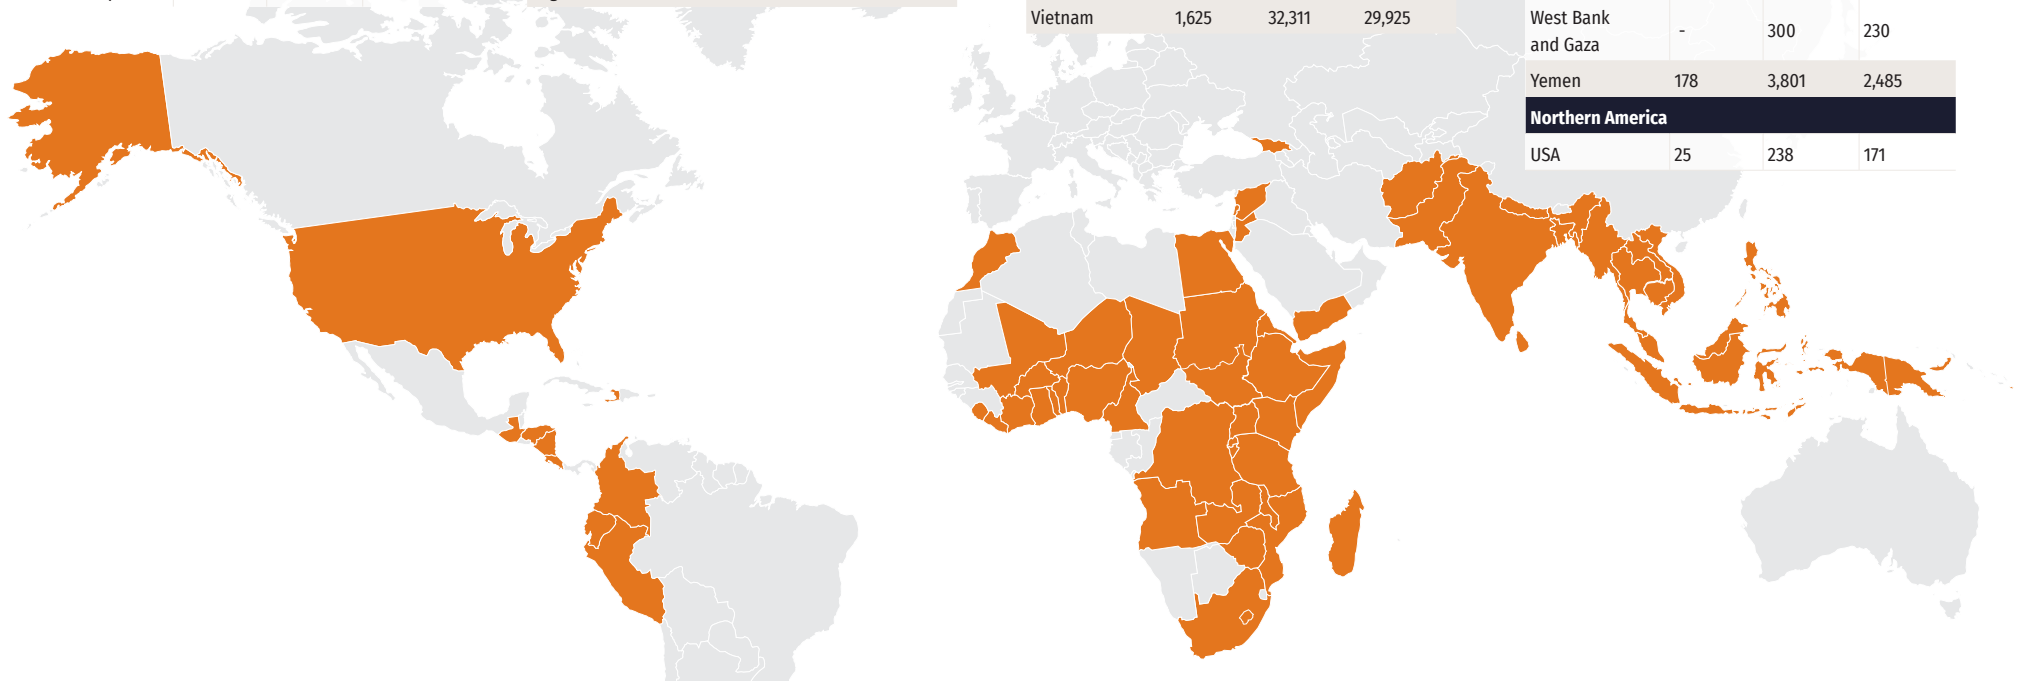 Vietnam 1,625 32,311 29,925
West Bank
and Gaza - 300 230
Yemen 178 3,801 2,485
Northern America
USA 25 238 171